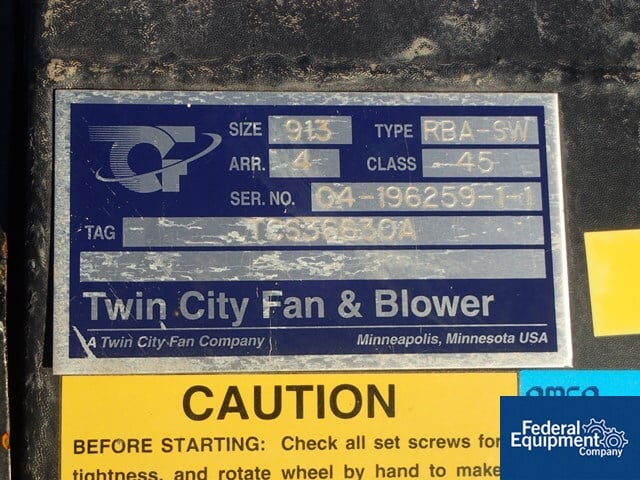 SIZE 913 TYPE RBA-SW
ARR. 4 CLASS 45
SER. NO. 04-196259-1-1
TAG
Twin City Fan & Blower
A Twin City Fan Company Minneapolis, Minnesota USA
CAUTION
BEFORE STARTING: Check all set screws for
tightness, and rotate wheel by hand to make
amca
Federal
Equipment
Company